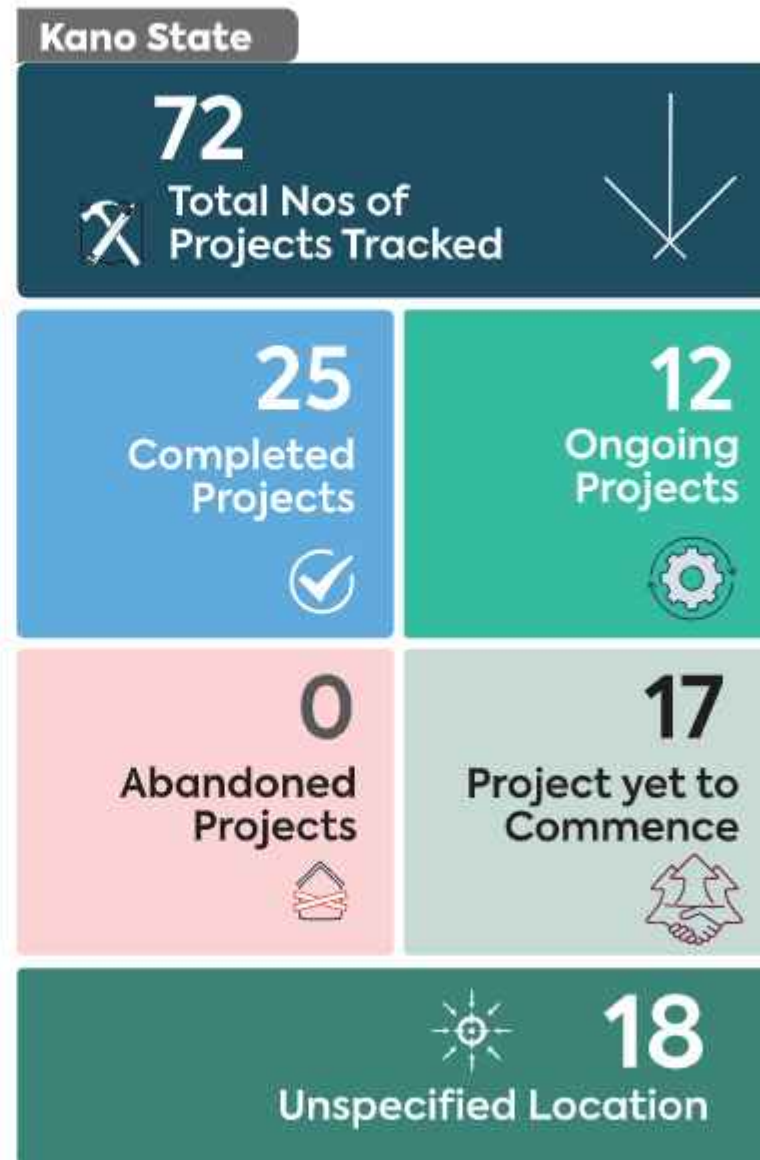 Kano State
72
Total Nos of
Projects Tracked
25
Completed
Projects
12
Ongoing
Projects
0
Abandoned
Projects
17
Project yet to
Commence
18
Unspecified Location